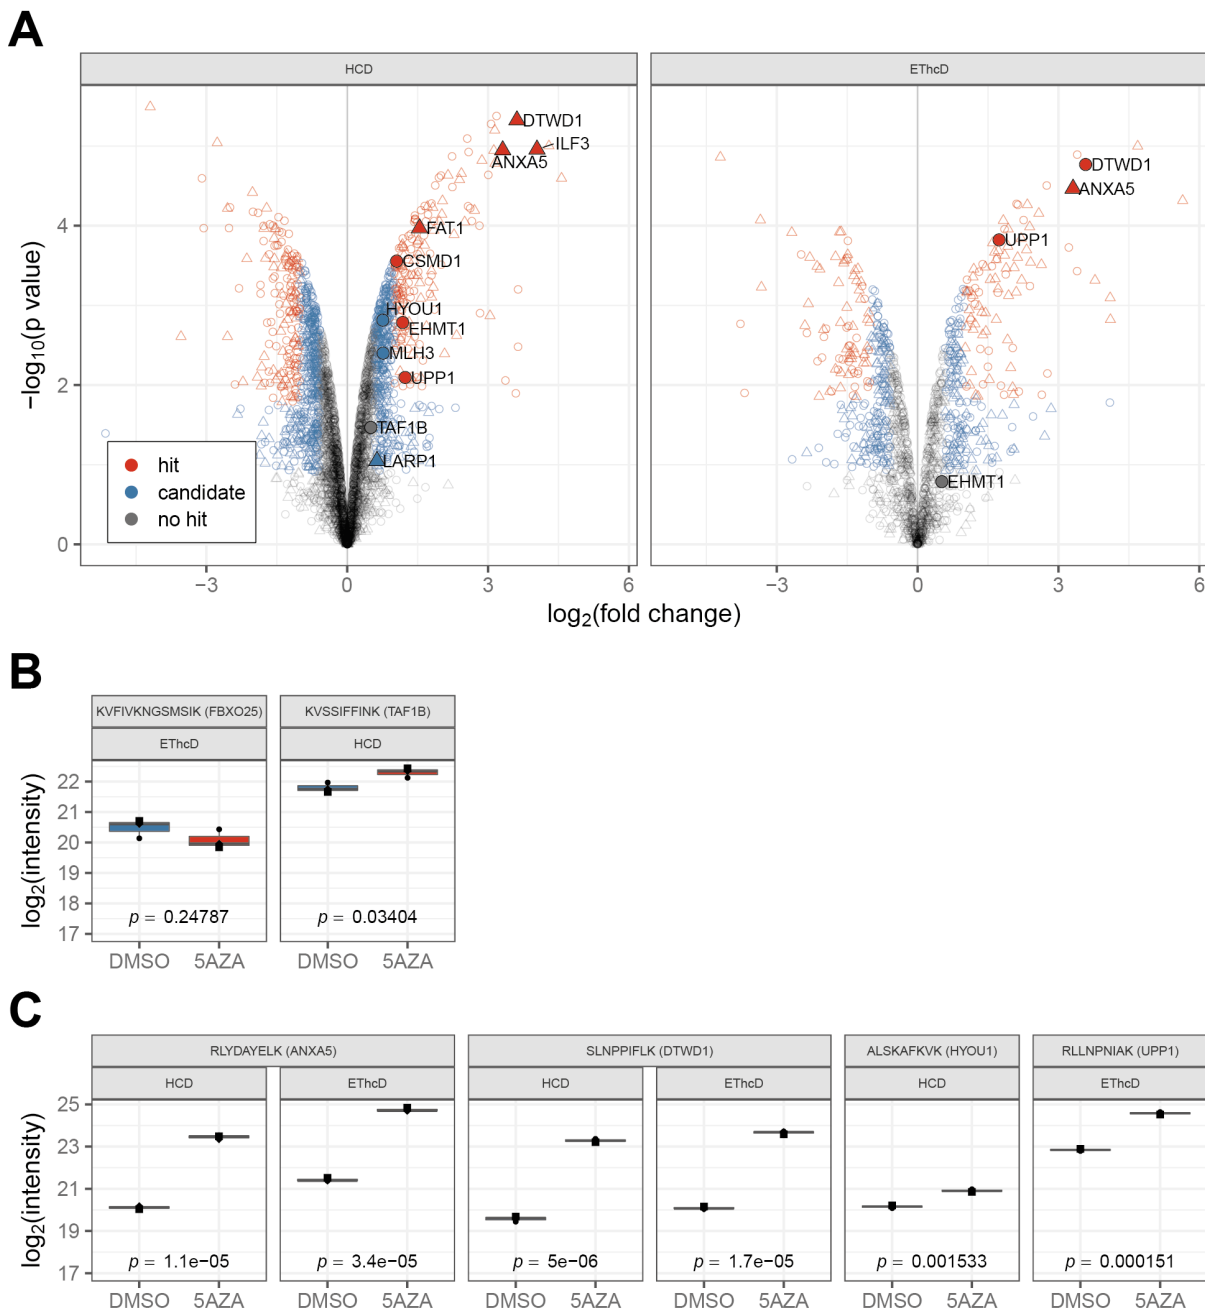 A
HCD
EThcD
DTWD1
ILF3
ANXA5
FAT1
CSMD1
HYOU1
EHMT1
MLH3
UPP1
TAF1B
LARP1
hit
candidate
no hit
DTWD1
ANXA5
UPP1
EHMT1
4
2
0
−log10(p value)
−3 0 3 6
−3 0 3 6
log2(fold change)
B
KVFIVKNGSMSIK (FBXO25)
KVSSIFFINK (TAF1B)
EThcD
HCD
log2(intensity)
22
21
20
19
18
17
p = 0.24787
p = 0.03404
DMSO 5AZA
DMSO 5AZA
C
RLYDAYELK (ANXA5)
SLNPPIFLK (DTWD1)
ALSKAFKVK (HYOU1)
RLLNPNIAK (UPP1)
HCD
EThcD
HCD
EThcD
HCD
EThcD
log2(intensity)
25
23
21
19
17
p = 1.1e−05
p = 3.4e−05
p = 5e−06
p = 1.7e−05
p = 0.001533
p = 0.000151
DMSO 5AZA
DMSO 5AZA
DMSO 5AZA
DMSO 5AZA
DMSO 5AZA
DMSO 5AZA